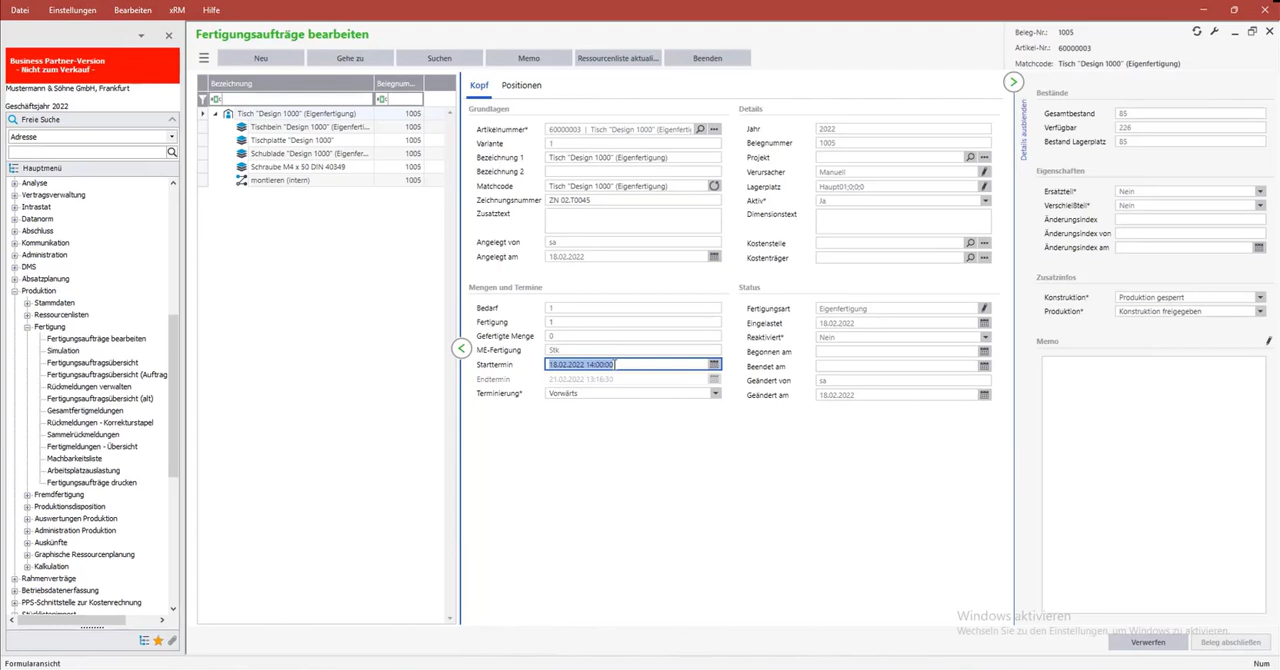 Datei Einstellungen Bearbeiten xRM Hilfe
Business Partner-Version
- Nicht zum Verkauf -
Mustermann & Söhne GmbH, Frankfurt
Geschäftsjahr 2022
Freie Suche
Adresse
Hauptmenü
Analyse
Vertragsverwaltung
Intrastat
Datanorm
Abschluss
Kommunikation
Administration
DMS
Absatzplanung
Produktion
Stammdaten
Ressourcenlisten
Fertigung
Fertigungsaufträge bearbeiten
Simulation
Fertigungsauftragsübersicht
Fertigungsauftragsübersicht (Auftrag
Rückmeldungen verwalten
Fertigungsauftragsübersicht (alt)
Gesamtfertigmeldungen
Rückmeldungen - Korrekturstapel
Sammelrückmeldungen
Fertigmeldungen - Übersicht
Machbarkeitsliste
Arbeitsplatzauslastung
Fertigungsaufträge drucken
Fremdfertigung
Produktionsdisposition
Auswertungen Produktion
Administration Produktion
Auskünfte
Graphische Ressourcenplanung
Kalkulation
Rahmenverträge
Betriebsdatenerfassung
PPS-Schnittstelle zur Kostenrechnung
Formularansicht
Fertigungsaufträge bearbeiten
Neu Gehe zu Suchen Memo Ressourcenliste aktuali... Beenden
Bezeichnung Belegnum...
Tisch "Design 1000" (Eigenfertigung) 1005
Tischbein "Design 1000" (Eigenferti... 1005
Tischplatte "Design 1000" 1005
Schublade "Design 1000" (Eigenfer... 1005
Schraube M4 x 50 DIN 40349 1005
montieren (intern) 1005
Kopf Positionen
Grundlagen
Artikelnummer* 60000003 | Tisch "Design 1000" (Eigenferti
Variante 1
Bezeichnung 1 Tisch "Design 1000" (Eigenfertigung)
Bezeichnung 2
Matchcode Tisch "Design 1000" (Eigenfertigung)
Zeichnungsnummer ZN 02.T0045
Zusatztext
Angelegt von sa
Angelegt am 18.02.2022
Mengen und Termine
Bedarf 1
Fertigung 1
Gefertigte Menge 0
ME-Fertigung Stk
Starttermin 18.02.2022 14:00:00
Endtermin 21.02.2022 13:16:30
Terminierung* Vorwärts
Details
Jahr 2022
Belegnummer 1005
Projekt
Verursacher Manuell
Lagerplatz Haupt01;0;0;0
Aktiv* Ja
Dimensionstext
Kostenstelle
Kostenträger
Status
Fertigungsart Eigenfertigung
Eingelastet 18.02.2022
Reaktiviert* Nein
Begonnen am
Beendet am
Geändert von sa
Geändert am 18.02.2022
Beleg-Nr.: 1005
Artikel-Nr.: 60000003
Matchcode: Tisch "Design 1000" (Eigenfertigung)
Details ausblenden
Bestände
Gesamtbestand 85
Verfügbar 226
Bestand Lagerplatz 85
Eigenschaften
Ersatzteil* Nein
Verschleißteil* Nein
Änderungsindex
Änderungsindex von
Änderungsindex am
Zusatzinfos
Konstruktion* Produktion gesperrt
Produktion* Konstruktion freigegeben
Memo
Windows aktivieren
Wechseln Sie zu den Einstellungen, um Windows zu aktivieren.
Verwerfen Beleg abschließen
Num